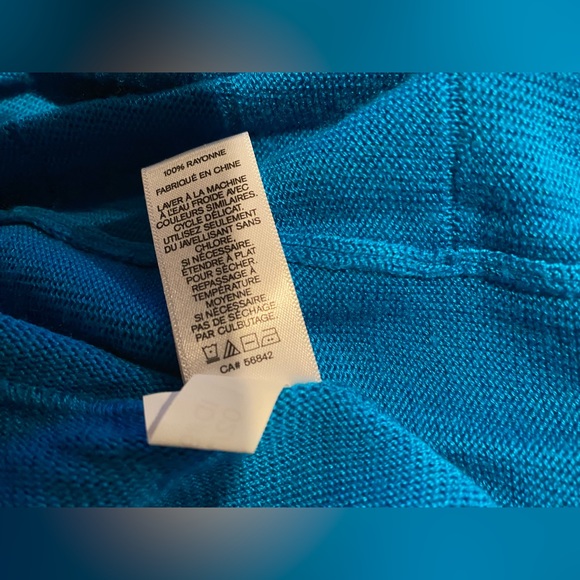 100% RAYONNE
FABRIQUÉ EN CHINE
LAVER À LA MACHINE
À L'EAU FROIDE AVEC
COULEURS SIMILAIRES.
CYCLE DÉLICAT.
UTILISEZ SEULEMENT
DU JAVELLISANT SANS
CHLORE,
SI NÉCESSAIRE.
ÉTENDRE À PLAT
POUR SÉCHER.
REPASSAGE À
TEMPÉRATURE
MOYENNE
SI NÉCESSAIRE.
PAS DE SÉCHAGE
PAR CULBUTAGE.
CA# 56842